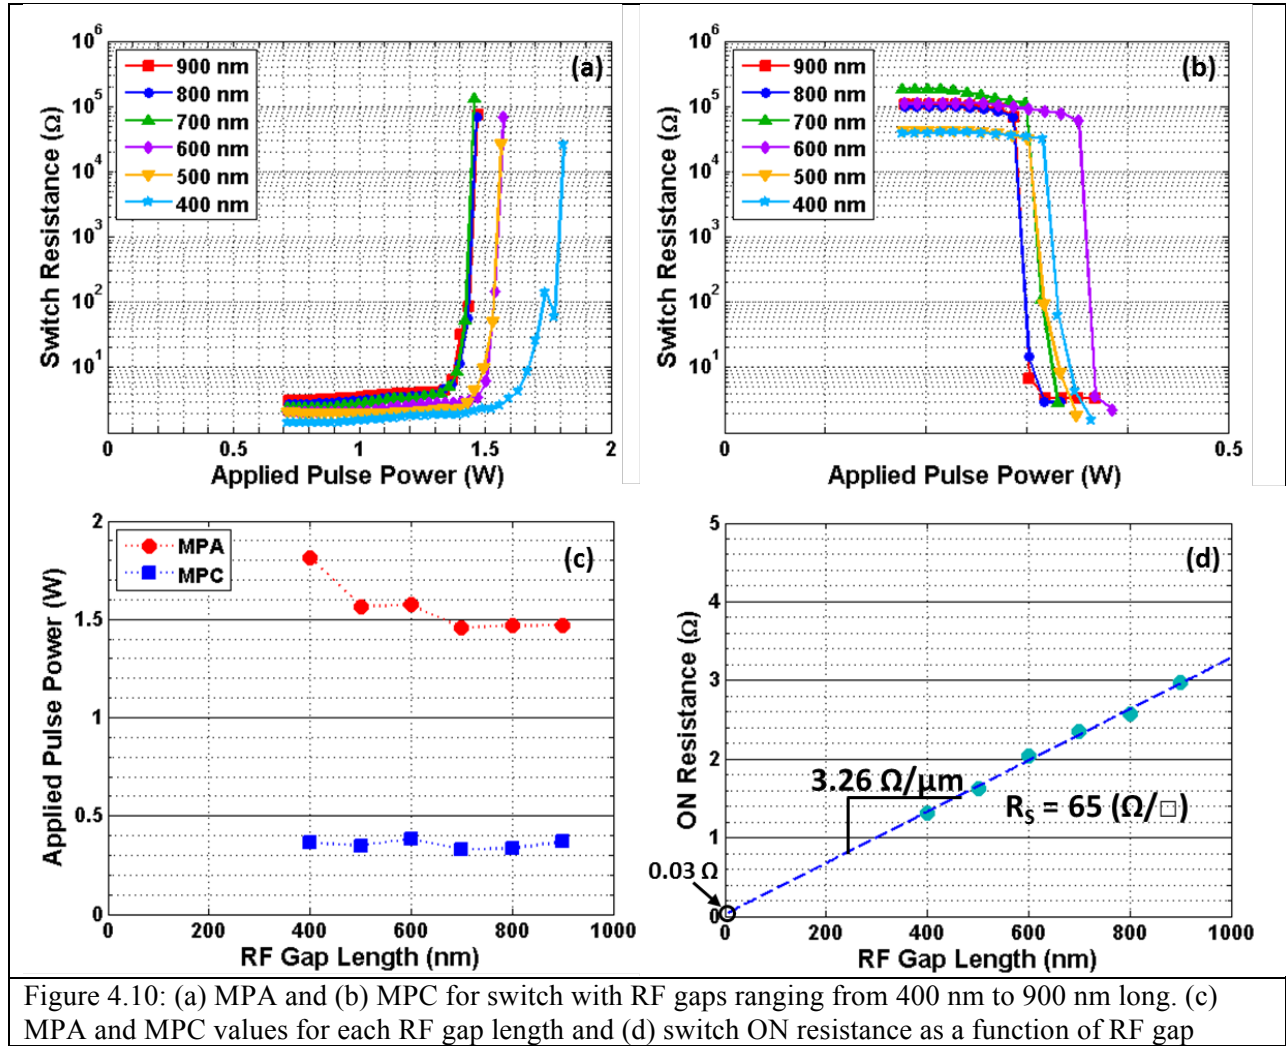 10^6
10^5
10^4
10^3
10^2
10^1
Switch Resistance (Ω)
900 nm
800 nm
700 nm
600 nm
500 nm
400 nm
(a)
0 0.5 1 1.5 2
Applied Pulse Power (W)
10^6
10^5
10^4
10^3
10^2
10^1
Switch Resistance (Ω)
900 nm
800 nm
700 nm
600 nm
500 nm
400 nm
(b)
0 0.5
Applied Pulse Power (W)
2
1.5
1
0.5
0
Applied Pulse Power (W)
MPA
MPC
(c)
0 200 400 600 800 1000
RF Gap Length (nm)
5
4
3
2
1
0
ON Resistance (Ω)
(d)
3.26 Ω/µm
R_S = 65 (Ω/□)
0.03 Ω
0 200 400 600 800 1000
RF Gap Length (nm)
Figure 4.10: (a) MPA and (b) MPC for switch with RF gaps ranging from 400 nm to 900 nm long. (c)
MPA and MPC values for each RF gap length and (d) switch ON resistance as a function of RF gap